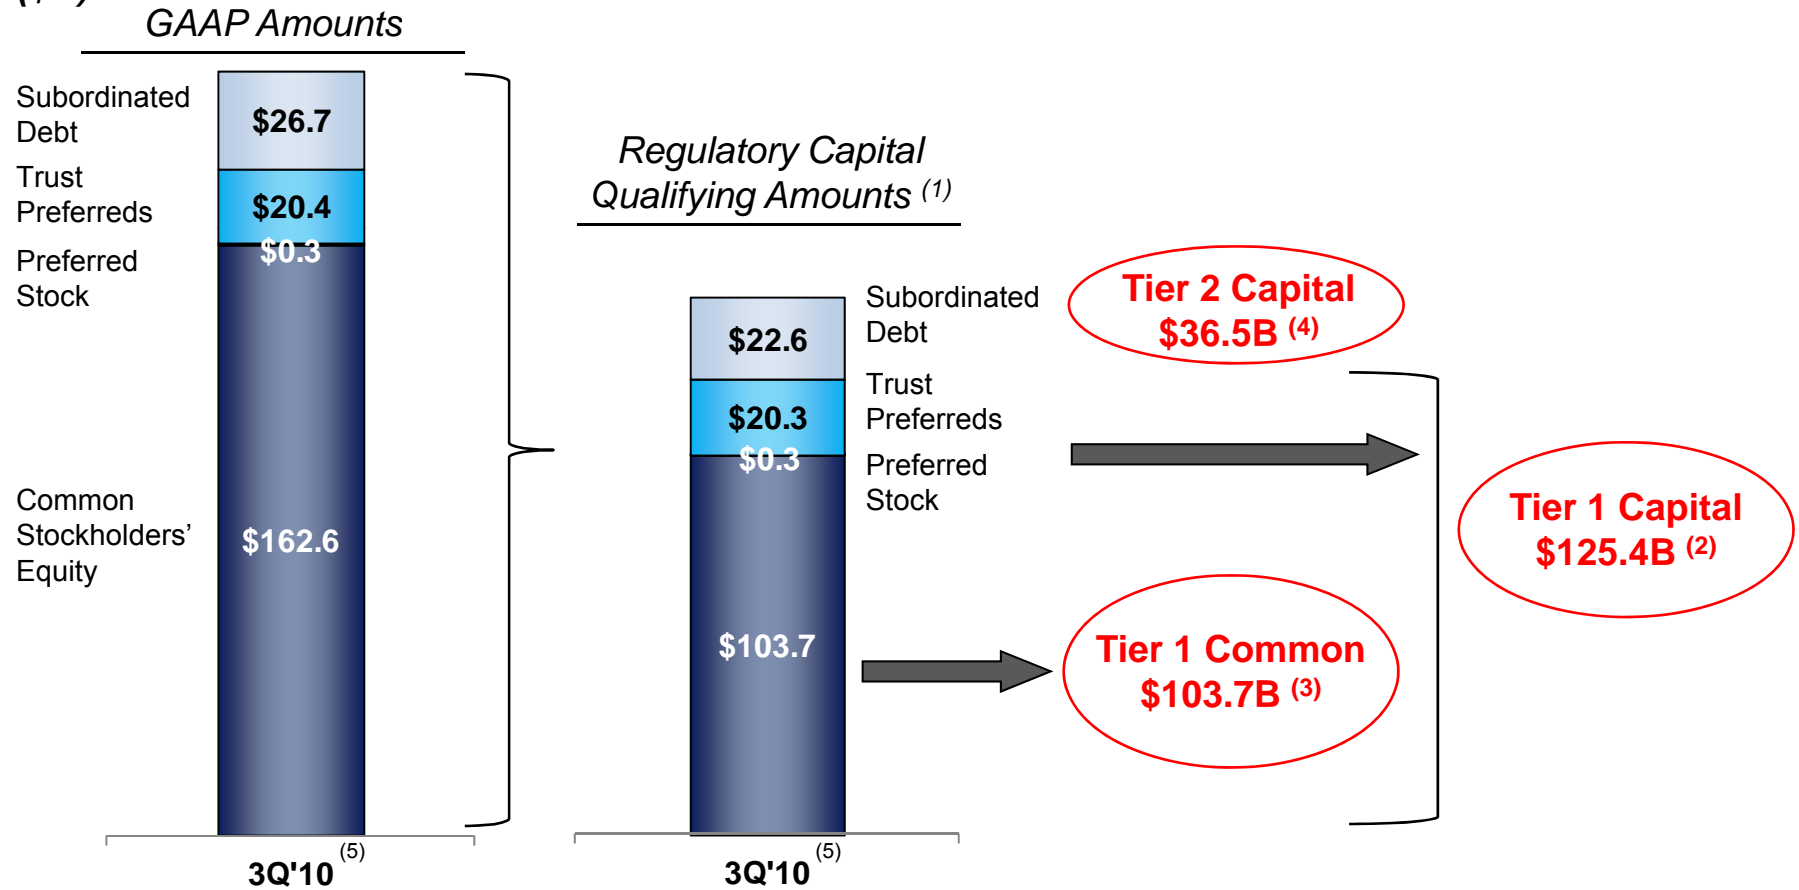 GAAP Amounts
Subordinated
Debt
$26.7
Trust
Preferreds
$20.4
$0.3
Preferred
Stock
Common
Stockholders’
Equity
$162.6
3Q'10 (5)
Regulatory Capital
Qualifying Amounts (1)
$22.6
Subordinated
Debt
$20.3
Trust
Preferreds
$0.3
Preferred
Stock
$103.7
3Q'10 (5)
Tier 2 Capital
$36.5B (4)
Tier 1 Common
$103.7B (3)
Tier 1 Capital
$125.4B (2)